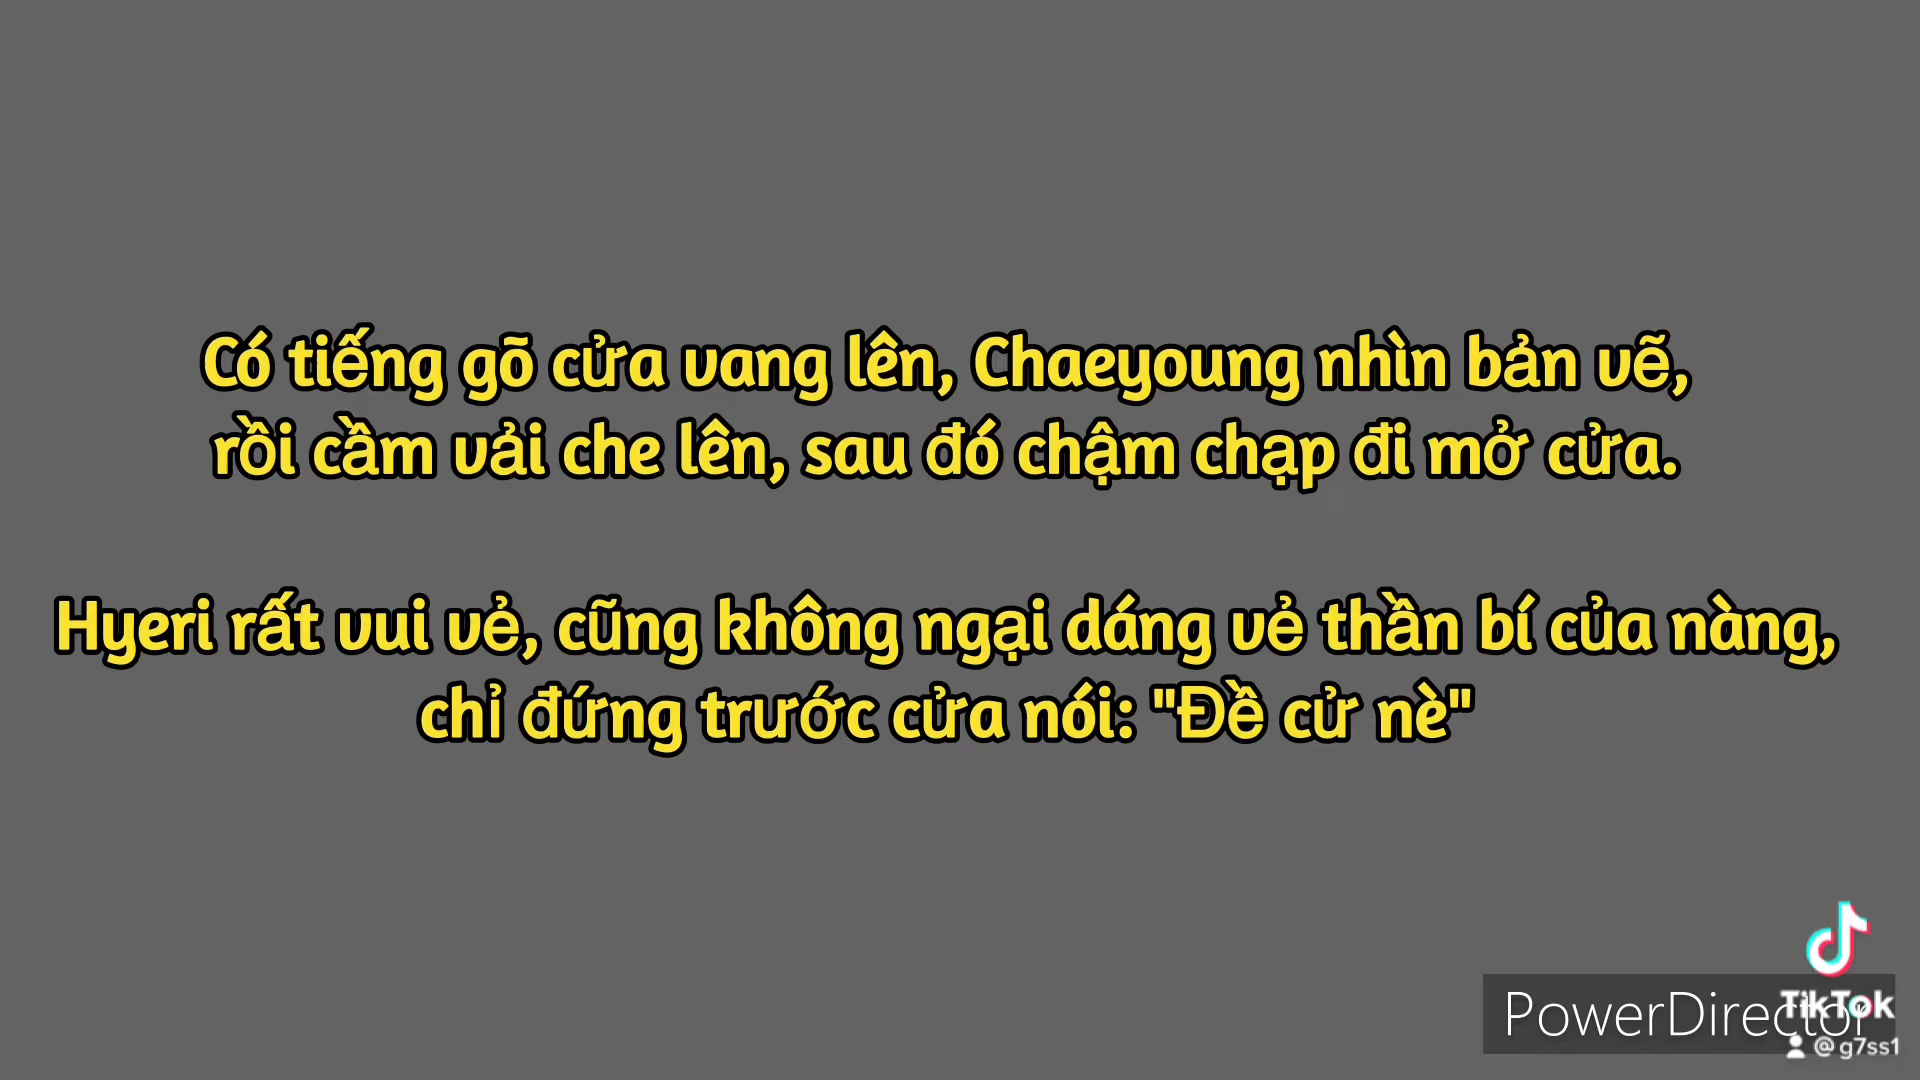 Có tiếng gõ cửa vang lên, Chaeyoung nhìn bản vẽ,
rồi cầm vải che lên, sau đó chậm chạp đi mở cửa.
Hyeri rất vui vẻ, cũng không ngại dáng vẻ thần bí của nàng,
chỉ đứng trước cửa nói: "Đề cử nè"
PowerDirector
TikTok
@g7ss1